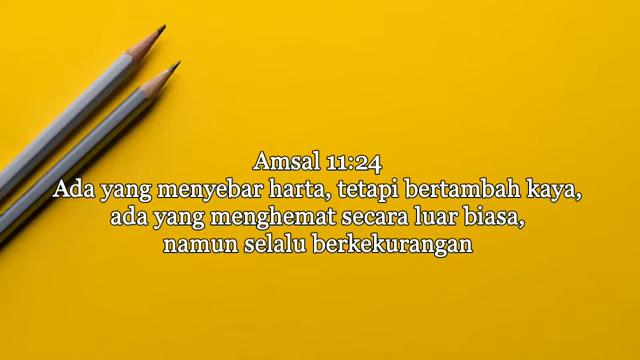 Amsal 11:24
Ada yang menyebar harta, tetapi bertambah kaya,
ada yang menghemat secara luar biasa,
namun selalu berkekurangan